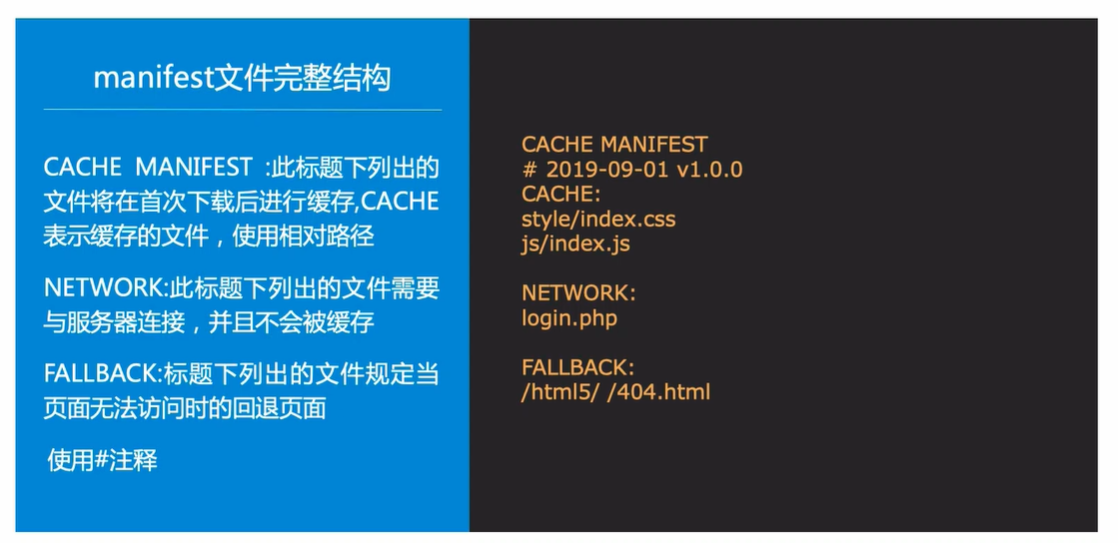 manifest文件完整结构
CACHE MANIFEST :此标题下列出的
文件将在首次下载后进行缓存,CACHE
表示缓存的文件，使用相对路径
NETWORK:此标题下列出的文件需要
与服务器连接，并且不会被缓存
FALLBACK:标题下列出的文件规定当
页面无法访问时的回退页面
使用#注释
CACHE MANIFEST
# 2019-09-01 v1.0.0
CACHE:
style/index.css
js/index.js
NETWORK:
login.php
FALLBACK:
/html5/ /404.html